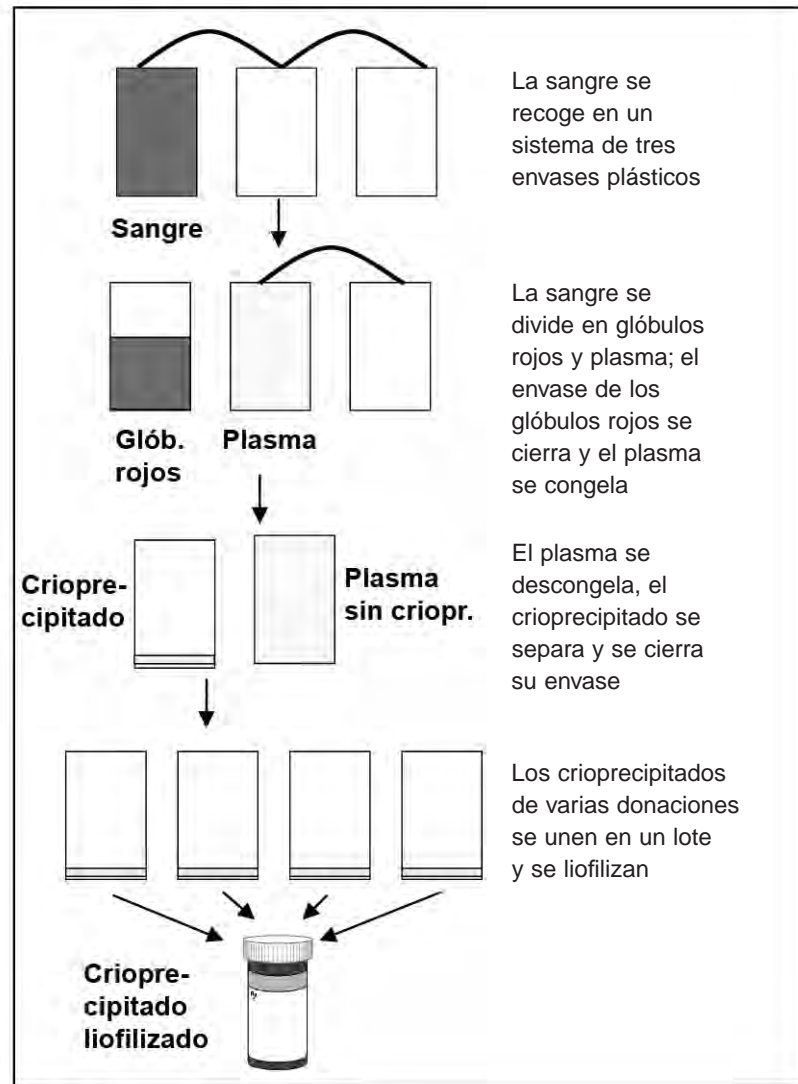 La sangre se
recoge en un
sistema de tres
envases plásticos
Sangre
La sangre se
divide en glóbulos
rojos y plasma; el
envase de los
glóbulos rojos se
cierra y el plasma
se congela
Glób.
rojos
Plasma
Criopre-
cipitado
Plasma
sin criopr.
El plasma se
descongela, el
crioprecipitado se
separa y se cierra
su envase
Los crioprecipitados
de varias donaciones
se unen en un lote
y se liofilizan
Criopre-
cipitado
liofilizado